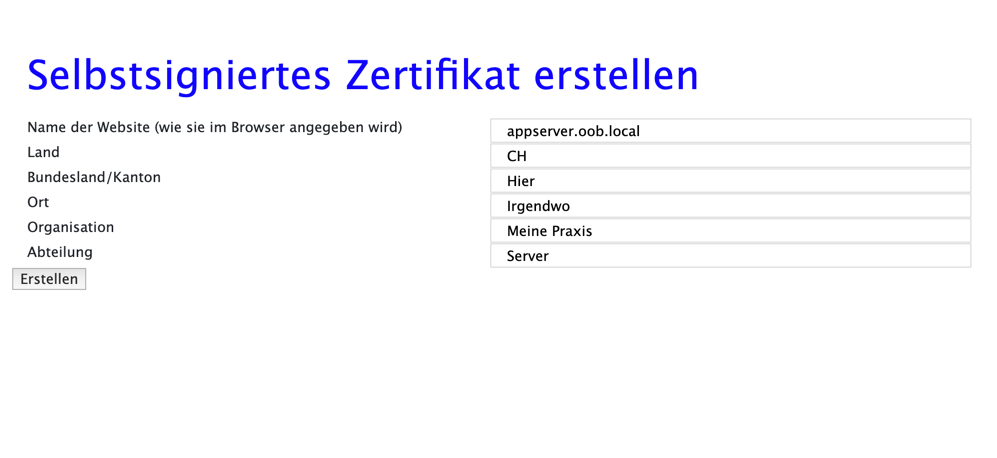 Selbstsigniertes Zertifikat erstellen
Name der Website (wie sie im Browser angegeben wird) appserver.oob.local
Land CH
Bundesland/Kanton Hier
Ort Irgendwo
Organisation Meine Praxis
Abteilung Server
Erstellen